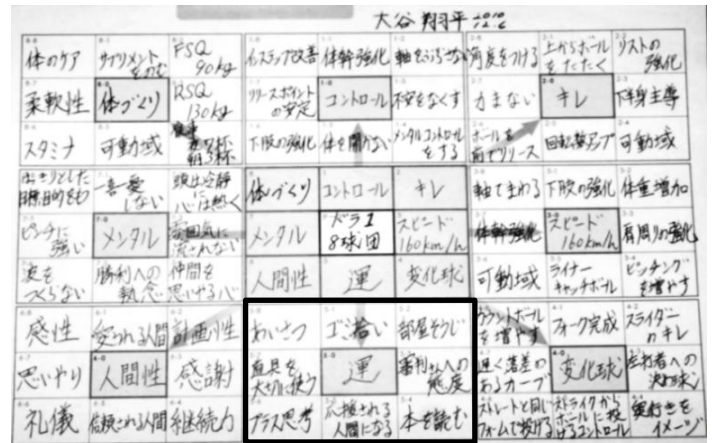 大谷 翔平 2010 12.6
体のケア
サプリメント
をのむ
FSQ
90kg
インステップ改善
体幹強化
軸をぶらさない
角度をつける
上からボール
をたたく
リストの
強化
柔軟性
体づくり
RSQ
130kg
リリースポイント
の安定
コントロール
不安をなくす
力まない
キレ
下半身主導
スタミナ
可動域
食事
夜7杯
朝3杯
下肢の強化
体を開かない
メンタルコントロール
をする
ボールを
前でリリース
回転数アップ
可動域
はっきりとした
目標、目的をもつ
一喜一憂
しない
頭は冷静に
心は熱く
体づくり
コントロール
キレ
軸でまわる
下肢の強化
体重増加
ピンチに
強い
メンタル
雰囲気に
流されない
メンタル
ドラ1
8球団
スピード
160km/h
体幹強化
スピード
160km/h
肩周りの強化
波を
つくらない
勝利への
執念
仲間を
思いやる心
人間性
運
変化球
可動域
ライナー
キャッチボール
ピッチング
を増やす
感性
愛される人間
計画性
あいさつ
ゴミ拾い
部屋そうじ
カウントボール
を増やす
フォーク完成
スライダー
のキレ
思いやり
人間性
感謝
道具を
大切に使う
運
審判さんへの
態度
遅く落差の
あるカーブ
変化球
左打者への
決め球
礼儀
信頼される人間
継続力
プラス思考
応援される
人間になる
本を読む
ストレートと同じ
フォームで投げる
ストライクから
ボールに投げ
るコントロール
奥行きを
イメージ